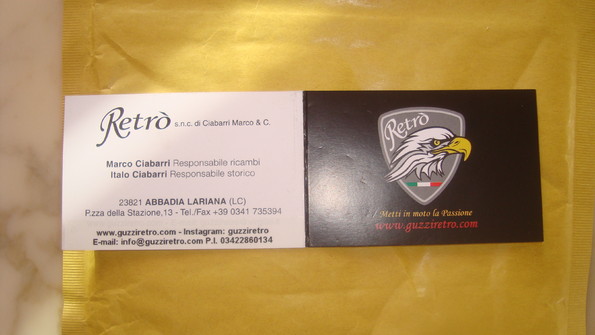 Retrò s.n.c. di Ciabarri Marco & C.
Marco Ciabarri Responsabile ricambi
Italo Ciabarri Responsabile storico
23821 ABBADIA LARIANA (LC)
P.zza della Stazione,13 - Tel./Fax +39 0341 735394
www.guzziretro.com - Instagram: guzziretro
E-mail: info@guzziretro.com P.I. 03422860134
Retrò
Metti in moto la Passione
www.guzziretro.com